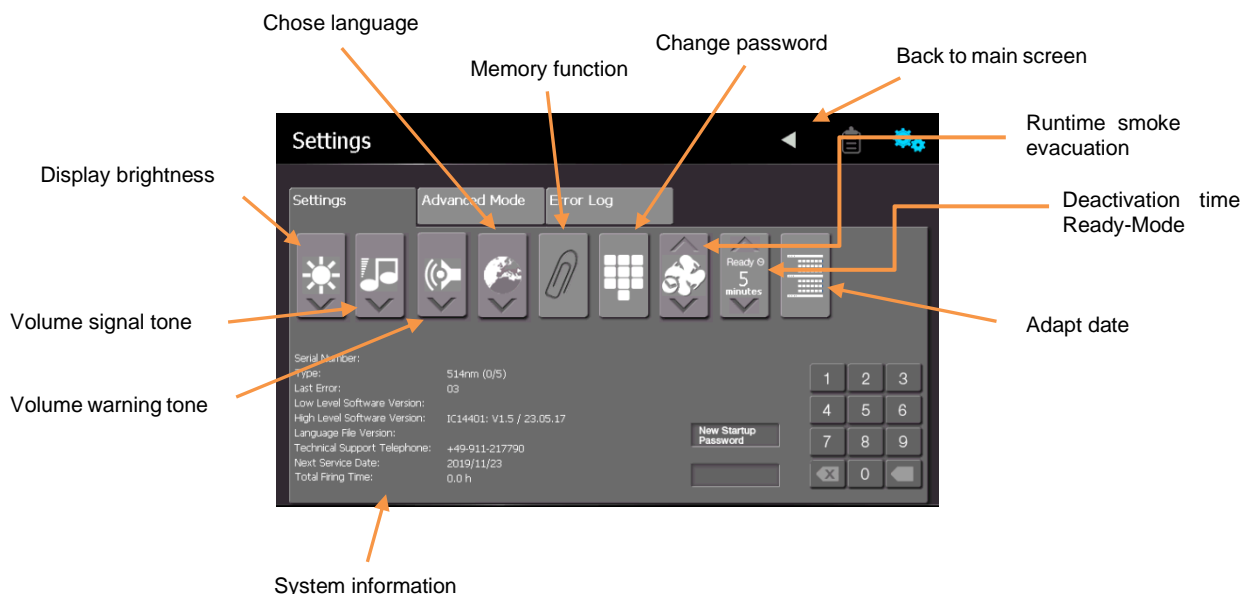 Chose language
Change password
Back to main screen
Memory function
Runtime smoke
evacuation
Settings
Display brightness
Settings
Advanced Mode
Error Log
Deactivation time
Ready-Mode
Ready
5
minutes
Volume signal tone
Adapt date
Serial Number:
Type: 514nm (0/5)
Last Error: 03
Low Level Software Version:
High Level Software Version: IC14401: V1.5 / 23.05.17
Language File Version:
Technical Support Telephone: +49-911-217790
Next Service Date: 2019/11/23
Total Firing Time: 0.0 h
Volume warning tone
New Startup
Password
1 2 3
4 5 6
7 8 9
0
System information